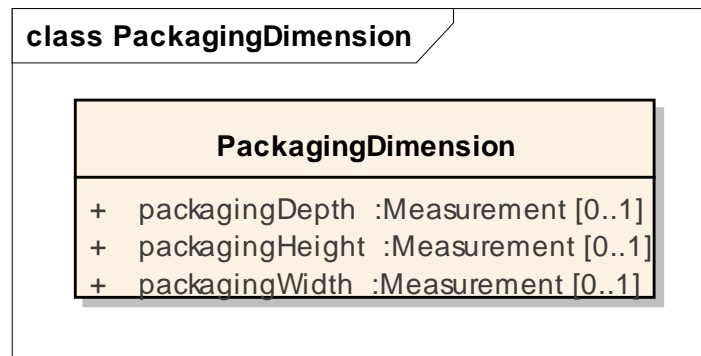 class PackagingDimension
PackagingDimension
+ packagingDepth :Measurement [0..1]
+ packagingHeight :Measurement [0..1]
+ packagingWidth :Measurement [0..1]